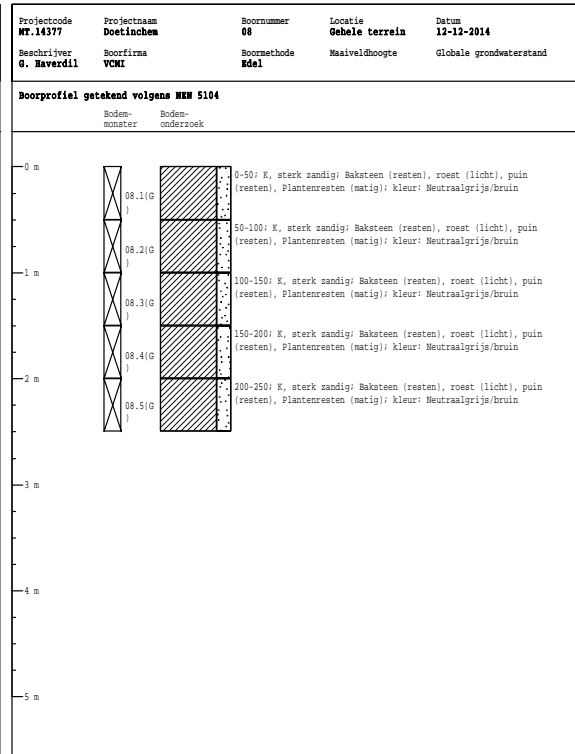 Projectcode Projectnaam Boornummer Locatie Datum
MT.14377 Doetinchem 08 Gehele terrein 12-12-2014
Beschrijver Boorfirma Boormethode Maaiveldhoogte Globale grondwaterstand
G. Haverdil VCMI Edel
Boorprofiel getekend volgens NEN 5104
Bodem- Bodem-
monster onderzoek
0 m
0-50; K, sterk zandig; Baksteen (resten), roest (licht), puin
(resten), Plantenresten (matig); kleur: Neutraalgrijs/bruin
08.1(G
)
50-100; K, sterk zandig; Baksteen (resten), roest (licht), puin
(resten), Plantenresten (matig); kleur: Neutraalgrijs/bruin
08.2(G
)
1 m
100-150; K, sterk zandig; Baksteen (resten), roest (licht), puin
(resten), Plantenresten (matig); kleur: Neutraalgrijs/bruin
08.3(G
)
150-200; K, sterk zandig; Baksteen (resten), roest (licht), puin
(resten), Plantenresten (matig); kleur: Neutraalgrijs/bruin
08.4(G
)
2 m
200-250; K, sterk zandig; Baksteen (resten), roest (licht), puin
(resten), Plantenresten (matig); kleur: Neutraalgrijs/bruin
08.5(G
)
3 m
4 m
5 m